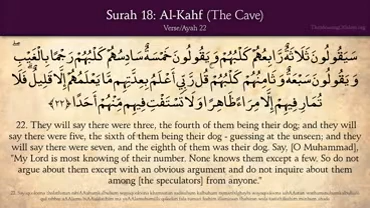 Surah 18: Al-Kahf (The Cave)
Verse/Ayah 22
سَيَقُولُونَ ثَلَاثَةٌ رَّابِعُهُمْ كَلْبُهُمْ وَيَقُولُونَ خَمْسَةٌ سَادِسُهُمْ كَلْبُهُمْ رَجْمًا بِالْغَيْبِ
وَيَقُولُونَ سَبْعَةٌ وَثَامِنُهُمْ كَلْبُهُمْ قُل رَّبِّي أَعْلَمُ بِعِدَّتِهِم مَّا يَعْلَمُهُمْ إِلَّا قَلِيلٌ فَلَا
تُمَارِ فِيهِمْ إِلَّا مِرَاءً ظَاهِرًا وَلَا تَسْتَفْتِ فِيهِم مِّنْهُمْ أَحَدًا ﴿٢٢﴾
22. They will say there were three, the fourth of them being their dog; and they will
say there were five, the sixth of them being their dog - guessing at the unseen; and they
will say there were seven, and the eighth of them was their dog. Say, [O Muhammad],
"My Lord is most knowing of their number. None knows them except a few, So do not
argue about them except with an obvious argument and do not inquire about them
among [the speculators] from anyone."